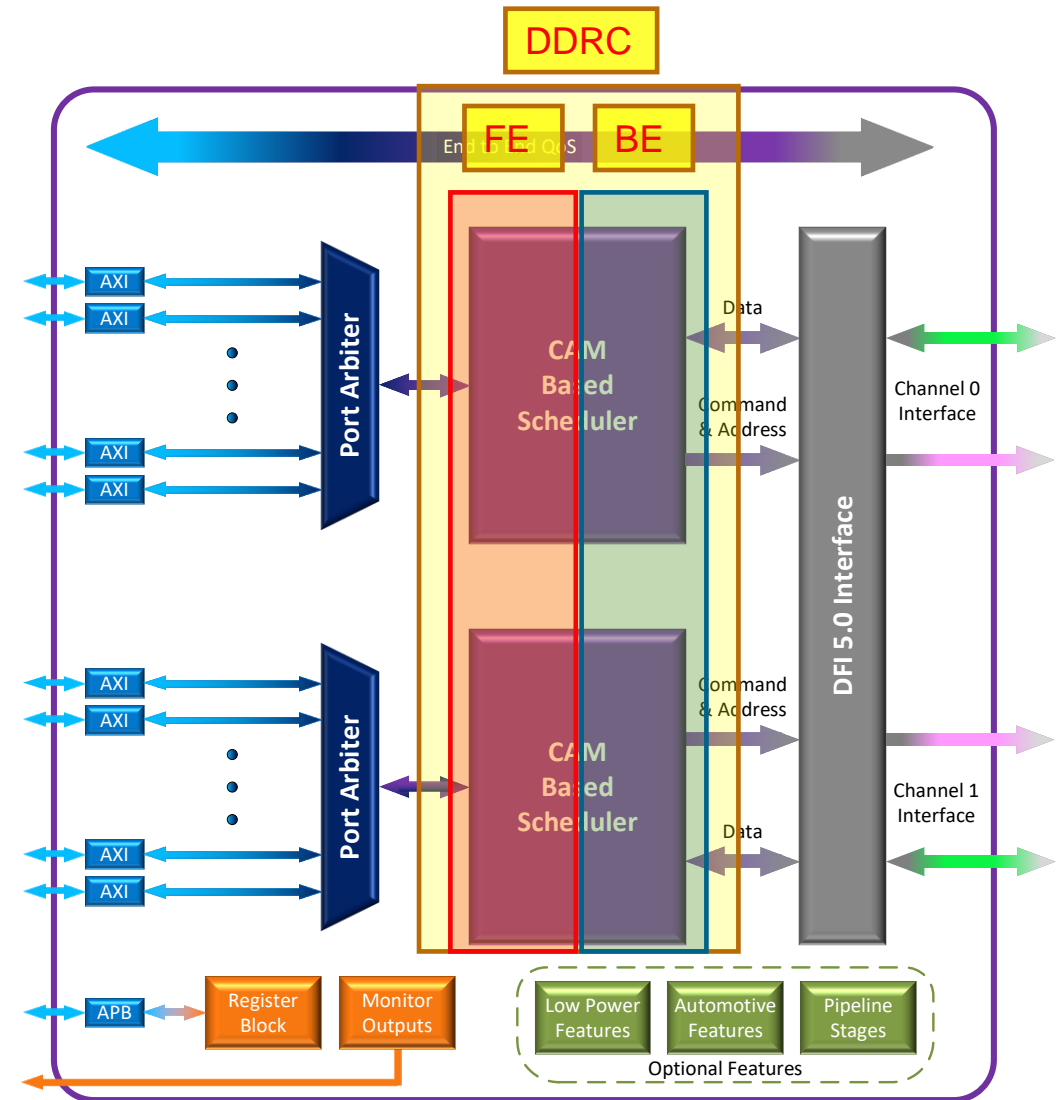 DDRC
FE
BE
End to End QoS
AXI
AXI
AXI
AXI
Port Arbiter
CAM
Based
Scheduler
Data
Command
& Address
DFI 5.0 Interface
Channel 0
Interface
AXI
AXI
AXI
AXI
Port Arbiter
CAM
Based
Scheduler
Command
& Address
Data
Channel 1
Interface
APB
Register
Block
Monitor
Outputs
Low Power
Features
Automotive
Features
Pipeline
Stages
Optional Features